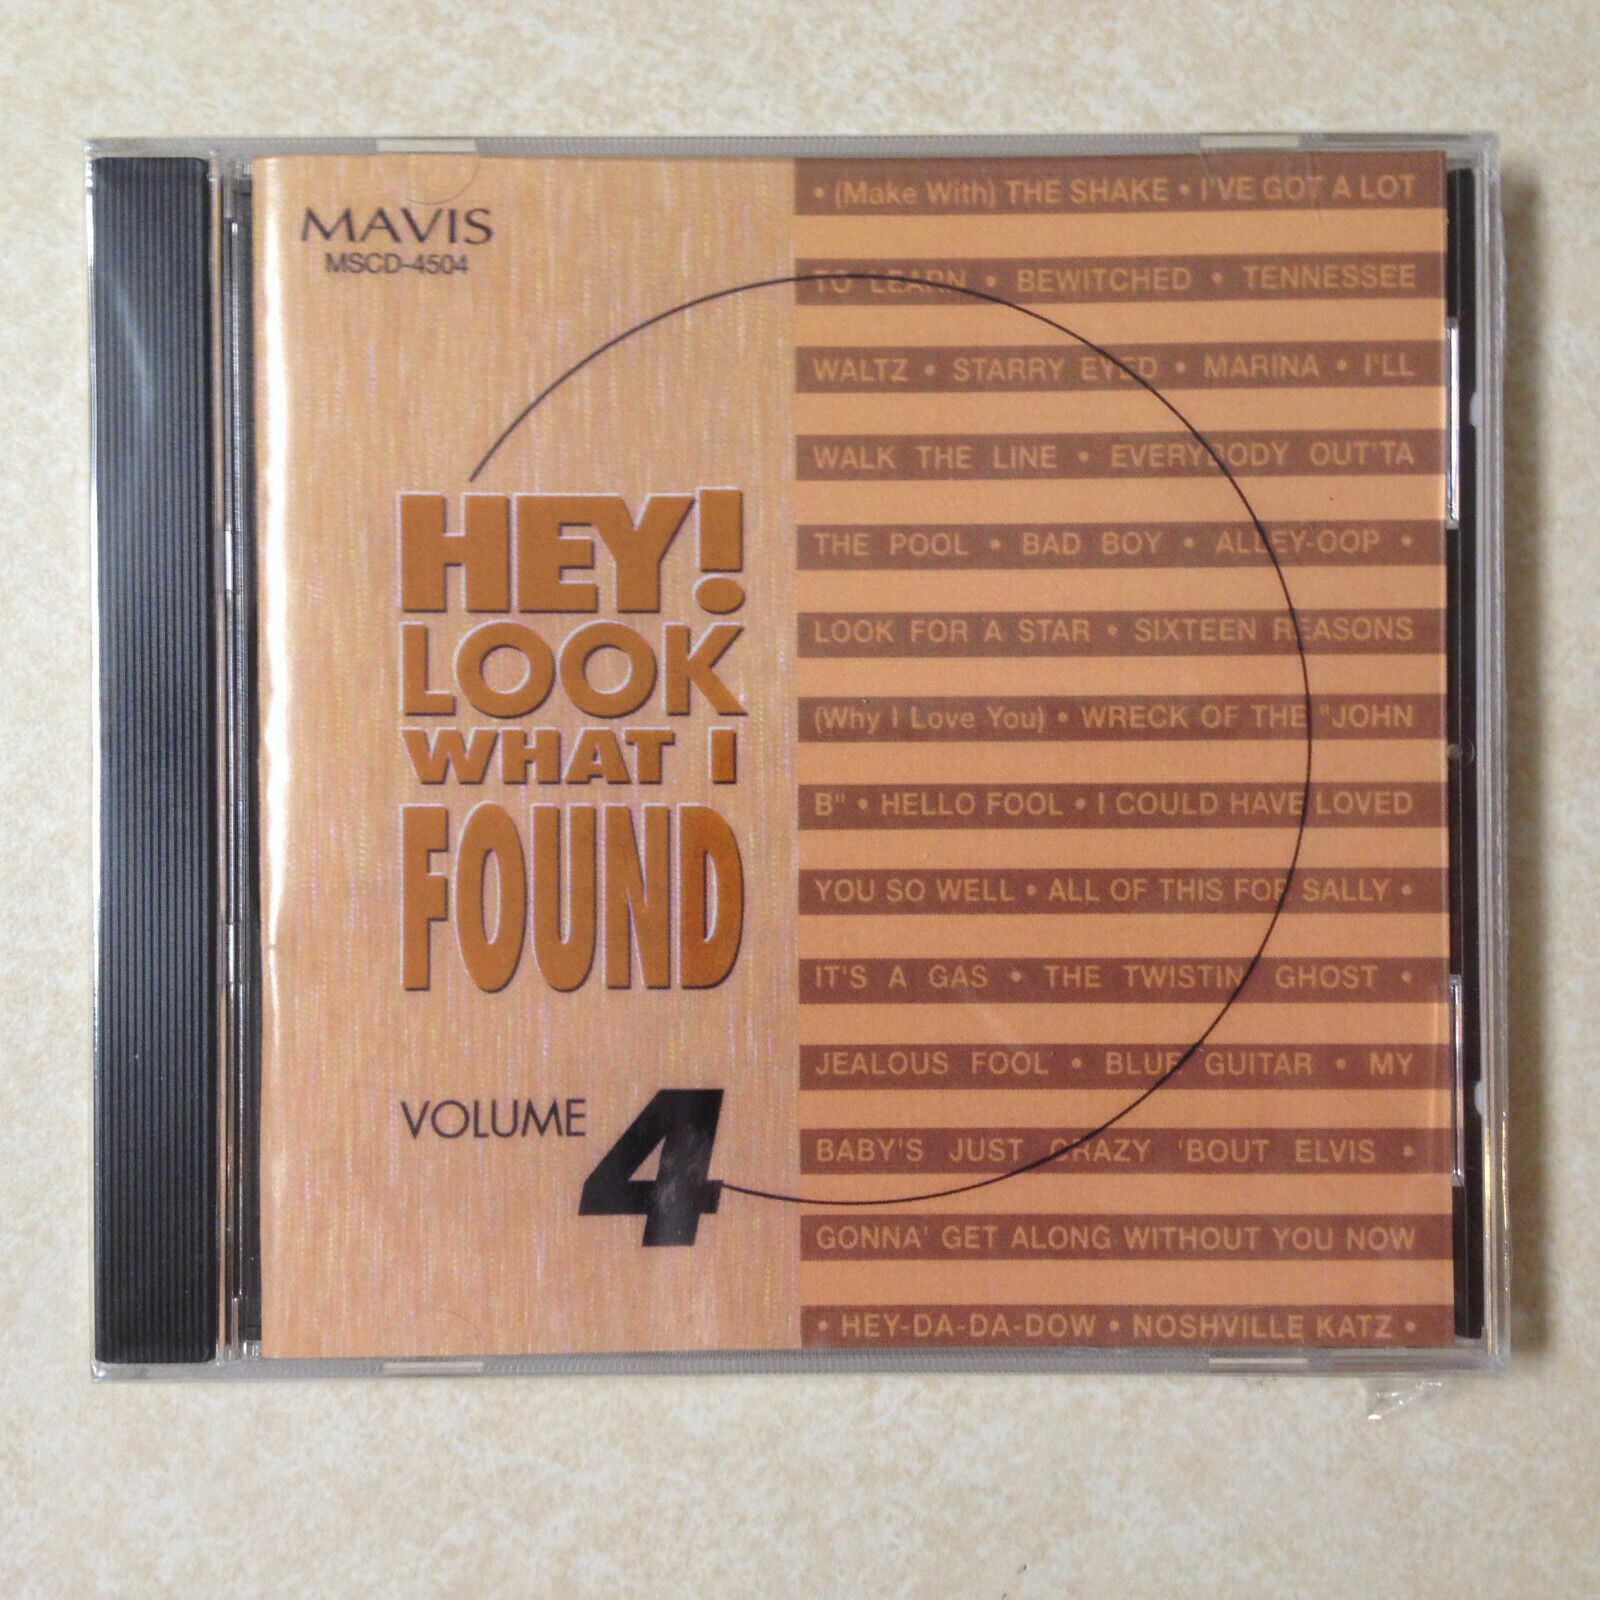 MAVIS
MSCD-4504
HEY!
LOOK
WHAT I
FOUND
VOLUME 4
• (Make With) THE SHAKE • I'VE GOT A LOT
TO LEARN • BEWITCHED • TENNESSEE
WALTZ • STARRY EYED • MARINA • I'LL
WALK THE LINE • EVERYBODY OUT'TA
THE POOL • BAD BOY • ALLEY-OOP •
LOOK FOR A STAR • SIXTEEN REASONS
(Why I Love You) • WRECK OF THE "JOHN
B" • HELLO FOOL • I COULD HAVE LOVED
YOU SO WELL • ALL OF THIS FOR SALLY •
IT'S A GAS • THE TWISTIN' GHOST •
JEALOUS FOOL • BLUE GUITAR • MY
BABY'S JUST CRAZY 'BOUT ELVIS •
GONNA' GET ALONG WITHOUT YOU NOW
• HEY-DA-DA-DOW • NOSHVILLE KATZ •